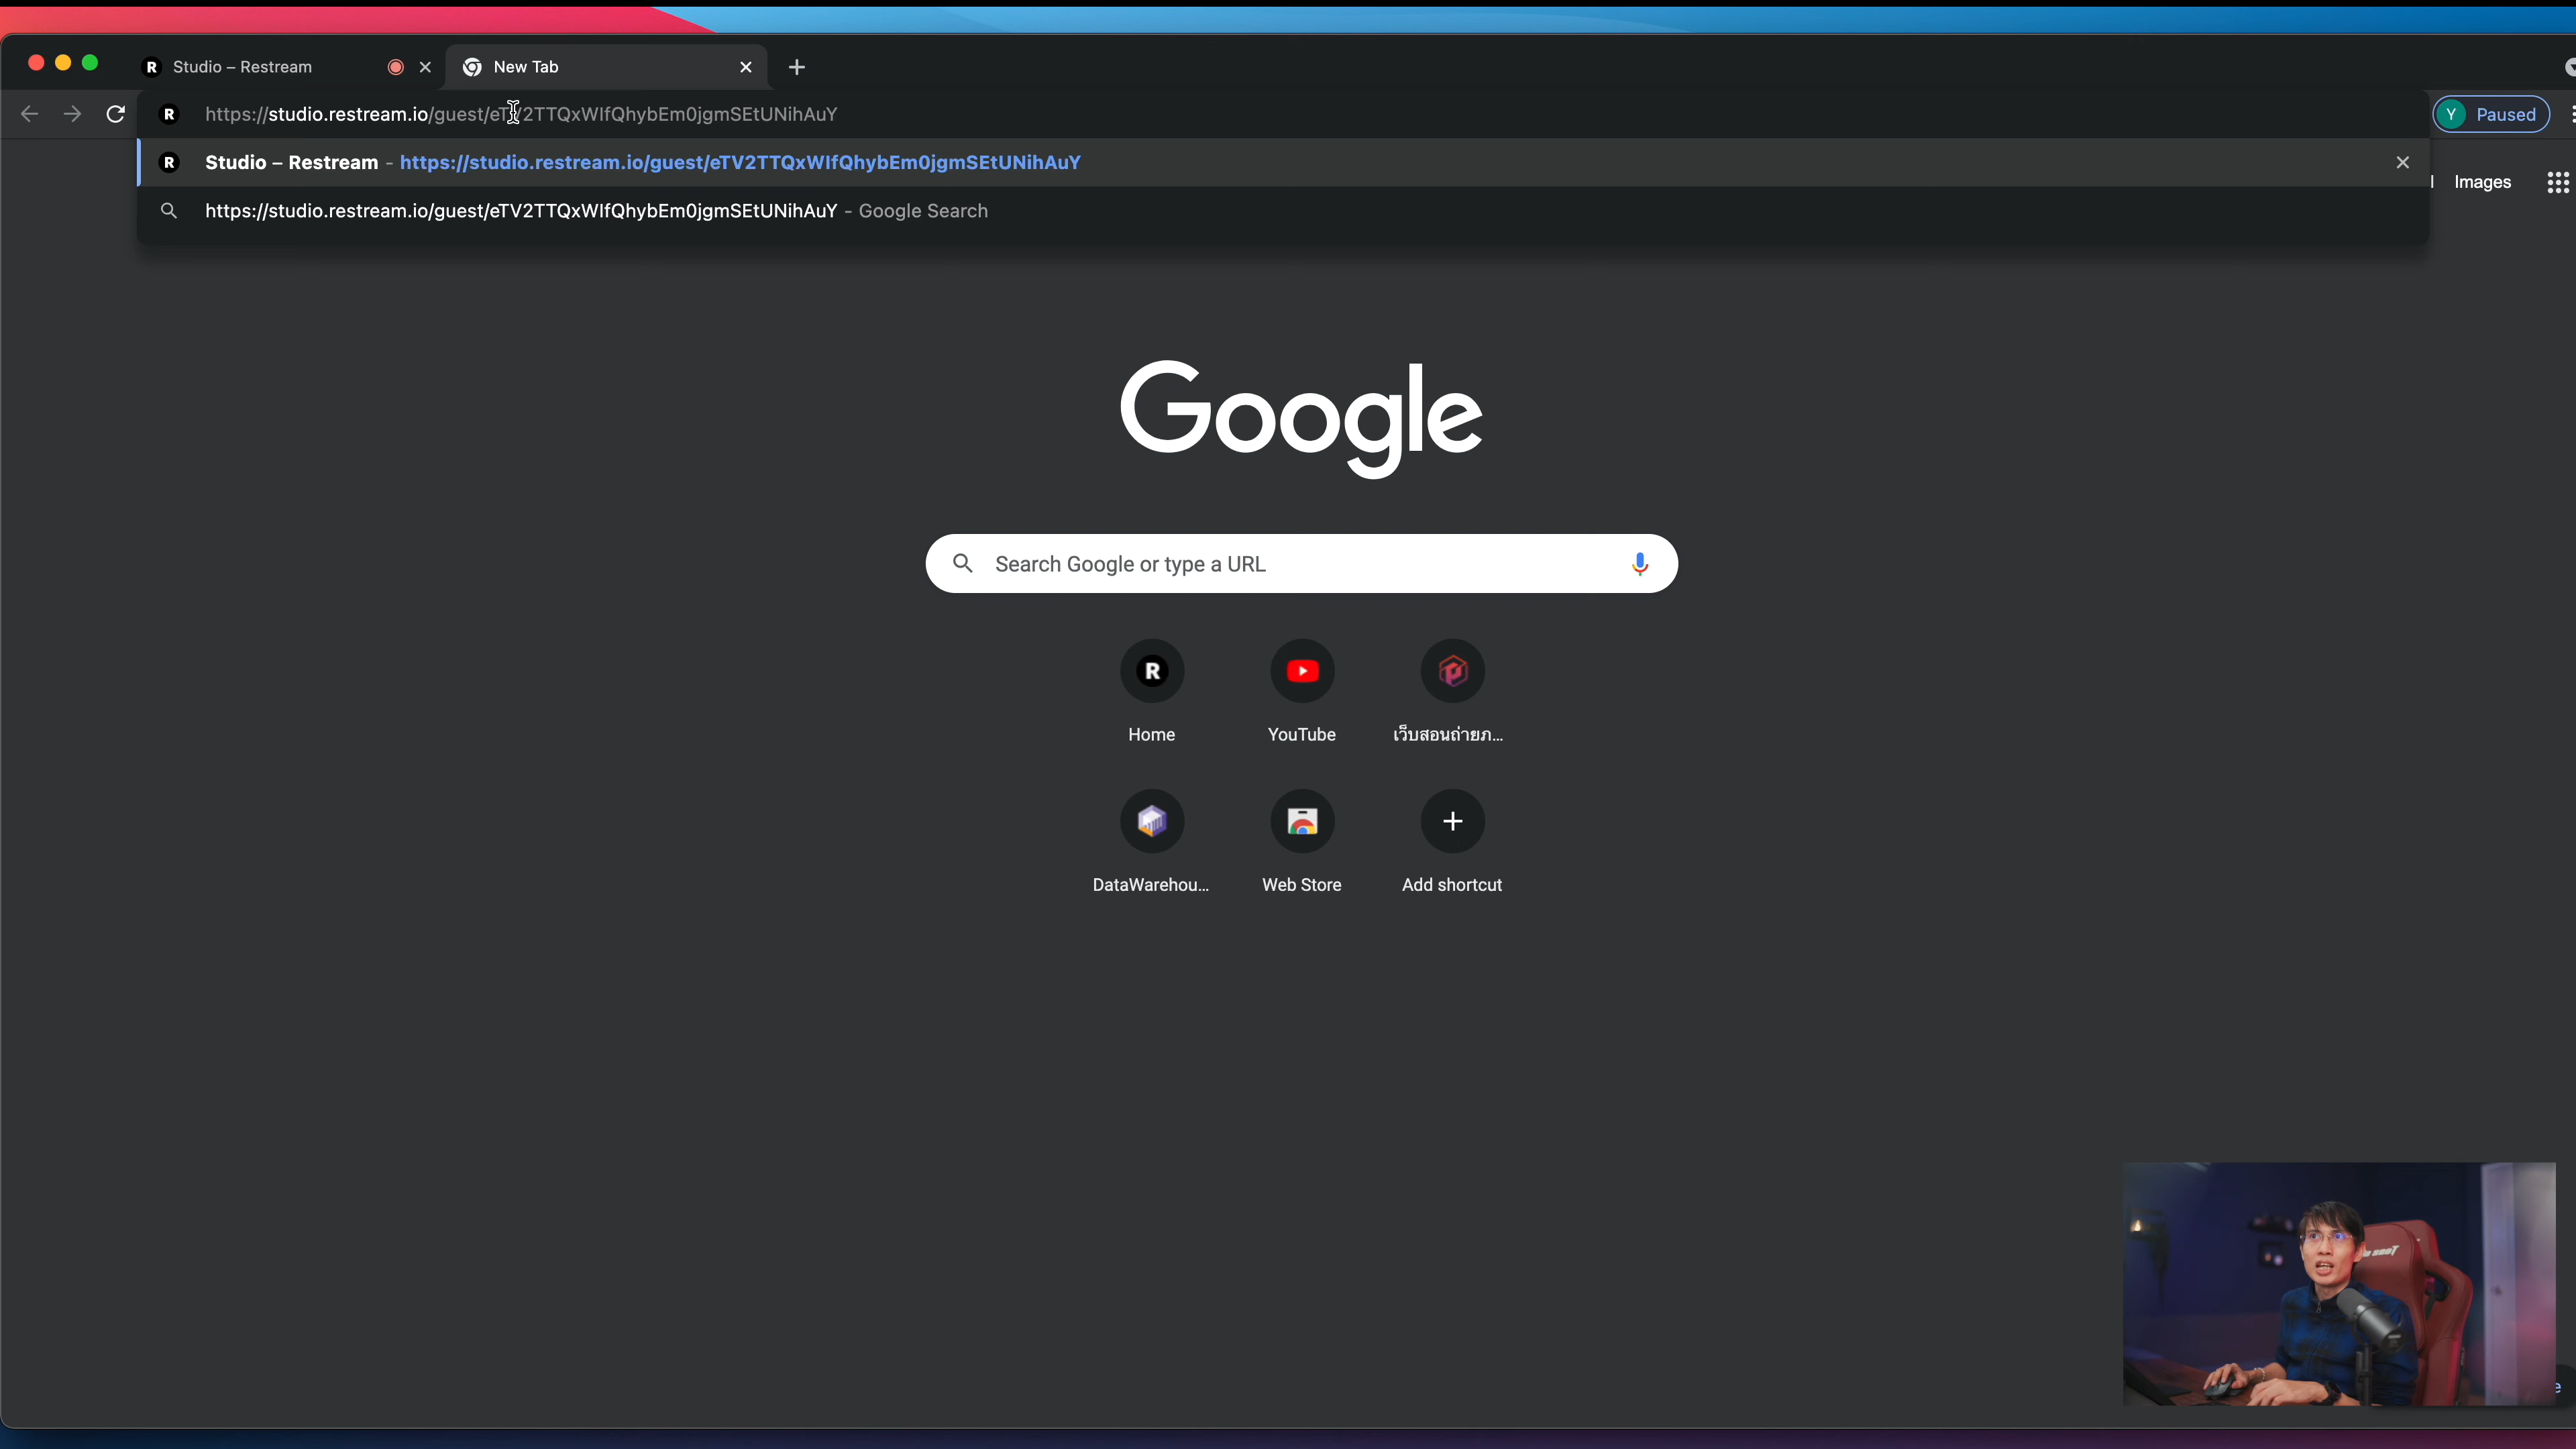 R Studio – Restream New Tab
R https://studio.restream.io/guest/eTV2TTQxWIfQhybEm0jgmSEtUNihAuY Y Paused
R Studio – Restream - https://studio.restream.io/guest/eTV2TTQxWIfQhybEm0jgmSEtUNihAuY
Images
https://studio.restream.io/guest/eTV2TTQxWIfQhybEm0jgmSEtUNihAuY - Google Search
Google
Search Google or type a URL
R
Home YouTube เว็บสอนถ่ายภ...
DataWarehou... Web Store Add shortcut